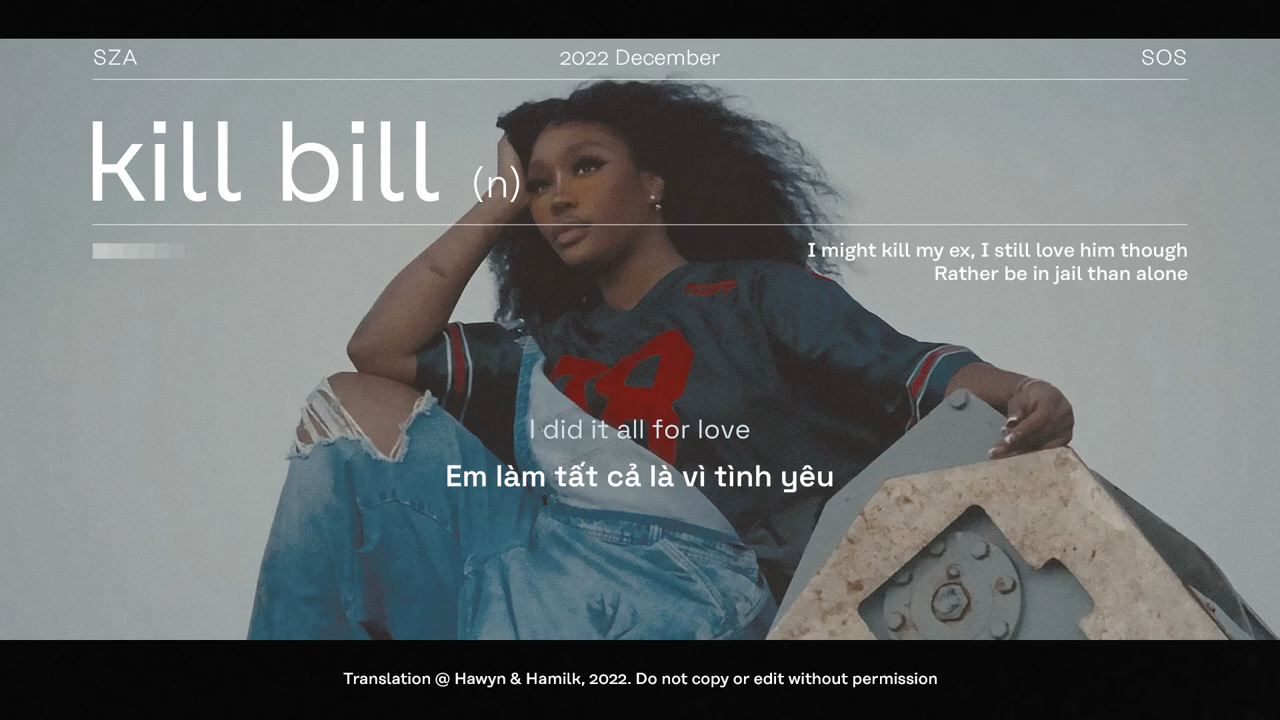 SZA
2022 December
SOS
kill bill (n)
I might kill my ex, I still love him though
Rather be in jail than alone
I did it all for love
Em làm tất cả là vì tình yêu
Translation @ Hawyn & Hamilk, 2022. Do not copy or edit without permission